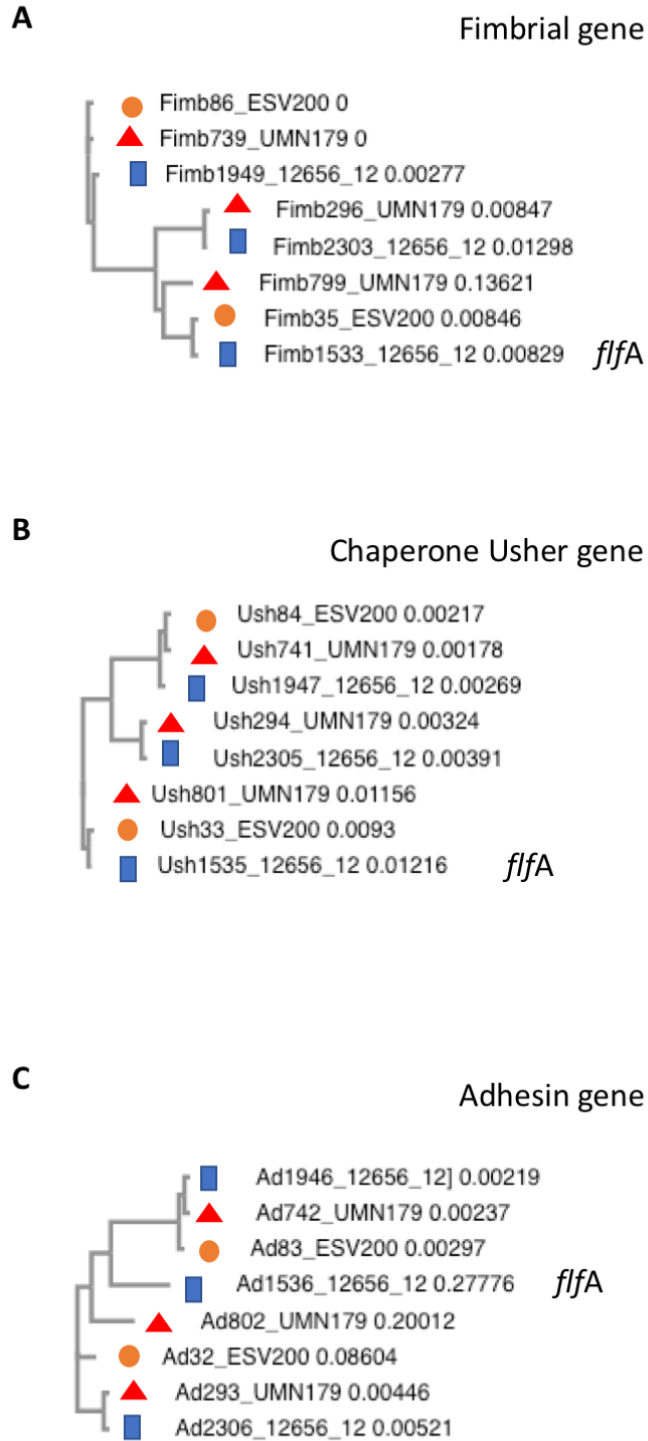 A
Fimbrial gene
Fimb86_ESV200 0
Fimb739_UMN179 0
Fimb1949_12656_12 0.00277
Fimb296_UMN179 0.00847
Fimb2303_12656_12 0.01298
Fimb799_UMN179 0.13621
Fimb35_ESV200 0.00846
Fimb1533_12656_12 0.00829 flfA
B
Chaperone Usher gene
Ush84_ESV200 0.00217
Ush741_UMN179 0.00178
Ush1947_12656_12 0.00269
Ush294_UMN179 0.00324
Ush2305_12656_12 0.00391
Ush801_UMN179 0.01156
Ush33_ESV200 0.0093
Ush1535_12656_12 0.01216 flfA
C
Adhesin gene
Ad1946_12656_12] 0.00219
Ad742_UMN179 0.00237
Ad83_ESV200 0.00297
Ad1536_12656_12 0.27776 flfA
Ad802_UMN179 0.20012
Ad32_ESV200 0.08604
Ad293_UMN179 0.00446
Ad2306_12656_12 0.00521